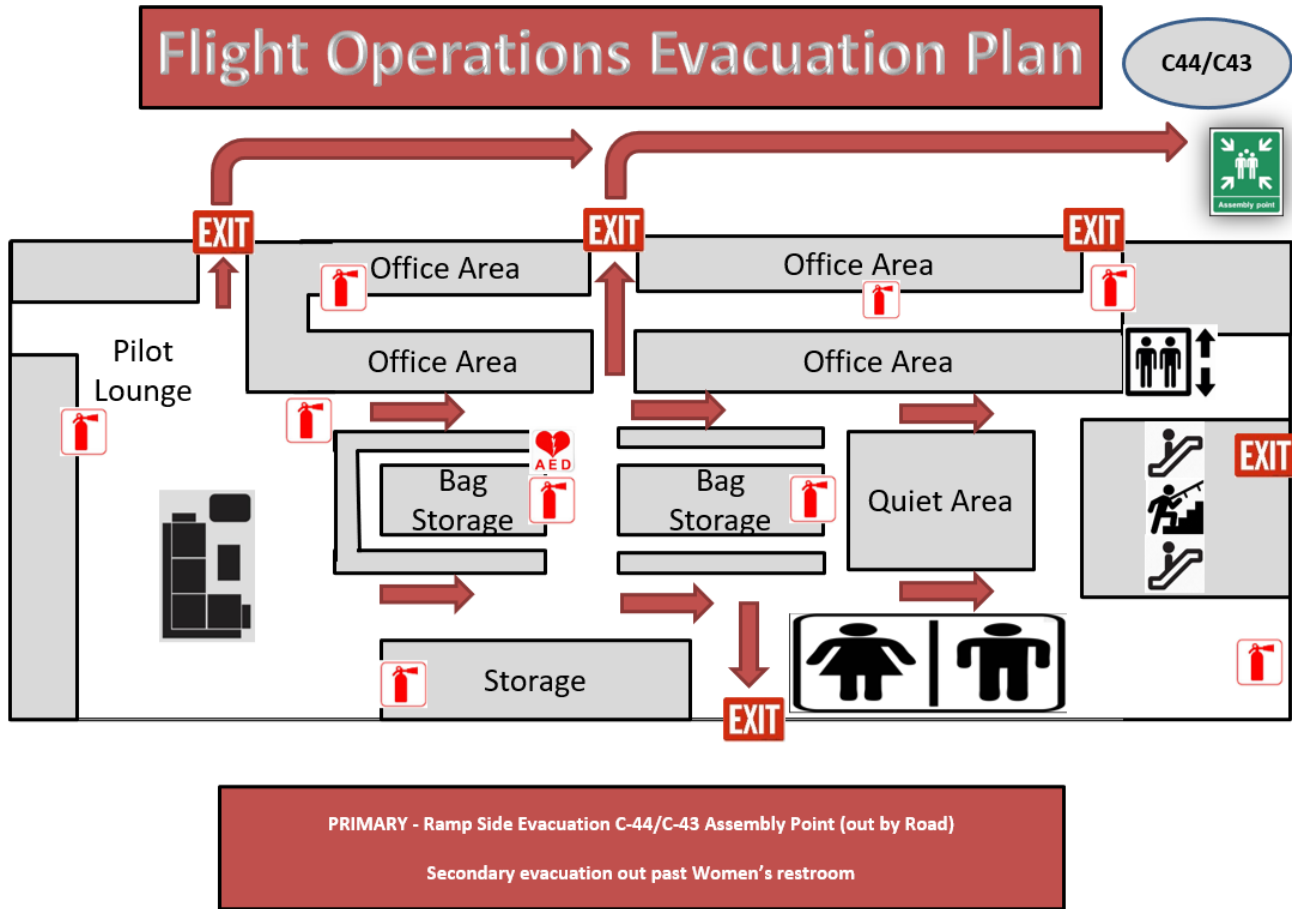 Flight Operations Evacuation Plan
C44/C43
Assembly point
EXIT
EXIT
EXIT
Office Area
Office Area
Pilot
Lounge
Office Area
Office Area
AED
EXIT
Bag
Storage
Bag
Storage
Quiet Area
Storage
EXIT
PRIMARY - Ramp Side Evacuation C-44/C-43 Assembly Point (out by Road)
Secondary evacuation out past Women's restroom